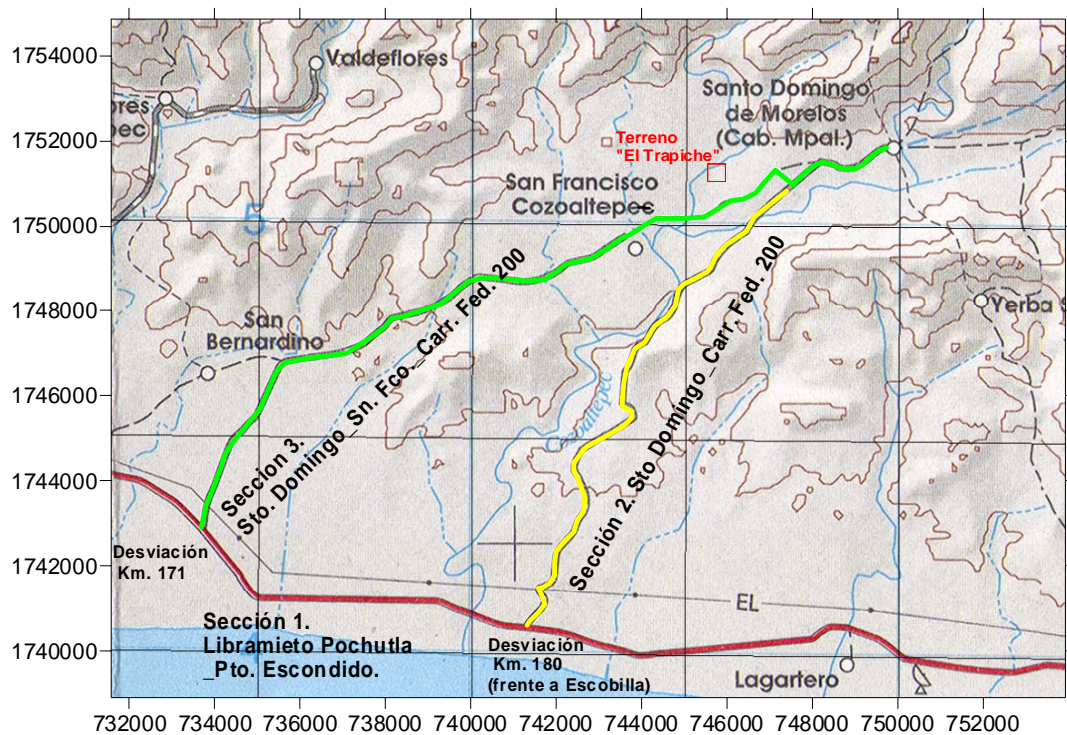 1754000
1752000
1750000
1748000
1746000
1744000
1742000
1740000
Valdeflores
ores
pec
Santo Domingo
de Morelos
(Cab. Mpal.)
Terreno
"El Trapiche"
San Francisco
Cozoaltepec
5
San
Bernardino
Yerba S
Cozoaltepec
Seccion 3.
Sto. Domingo_Sn. Fco._Carr. Fed. 200
Sección 2. Sto Domingo_Carr. Fed. 200
Desviación
Km. 171
EL
Sección 1.
Libramieto Pochutla
_Pto. Escondido.
Desviación
Km. 180
(frente a Escobilla)
Lagartero
732000 734000 736000 738000 740000 742000 744000 746000 748000 750000 752000